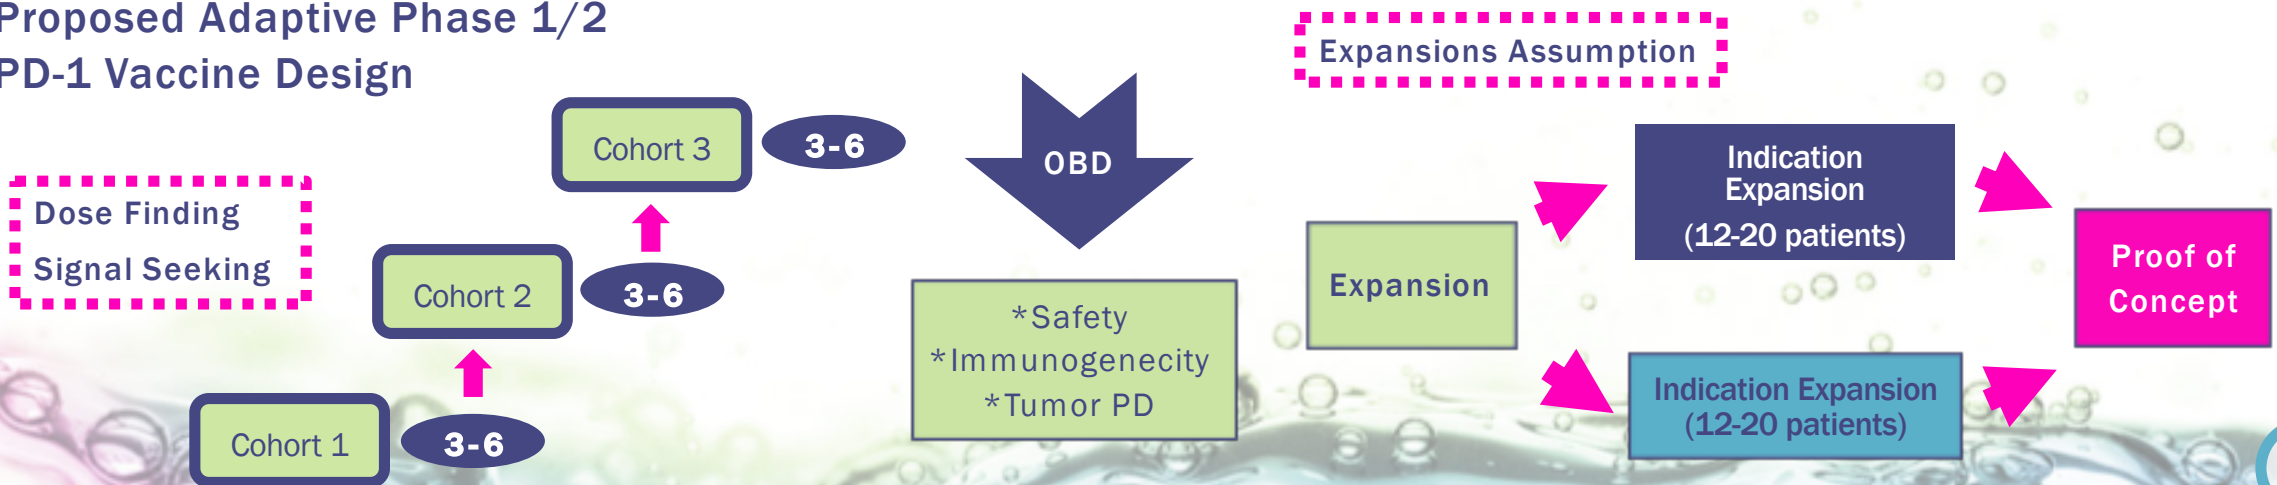 Proposed Adaptive Phase 1/2
PD-1 Vaccine Design
Dose Finding
Signal Seeking
Cohort 1
3-6
Cohort 2
3-6
Cohort 3
3-6
OBD
*Safety
*Immunogenecity
*Tumor PD
Expansions Assumption
Expansion
Indication
Expansion
(12-20 patients)
Indication Expansion
(12-20 patients)
Proof of
Concept